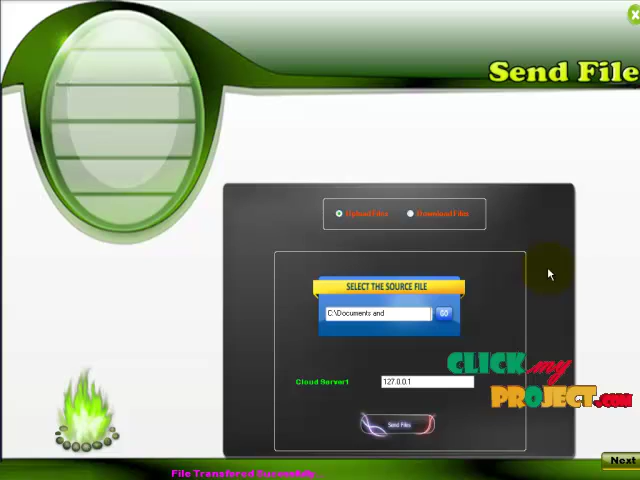 Send File
Upload Files
Download Files
SELECT THE SOURCE FILE
C:\Documents and
GO
Cloud Server1
127.0.0.1
CLICK my
PROJECT.COM
Send Files
Next
File Transfered Sucessfully